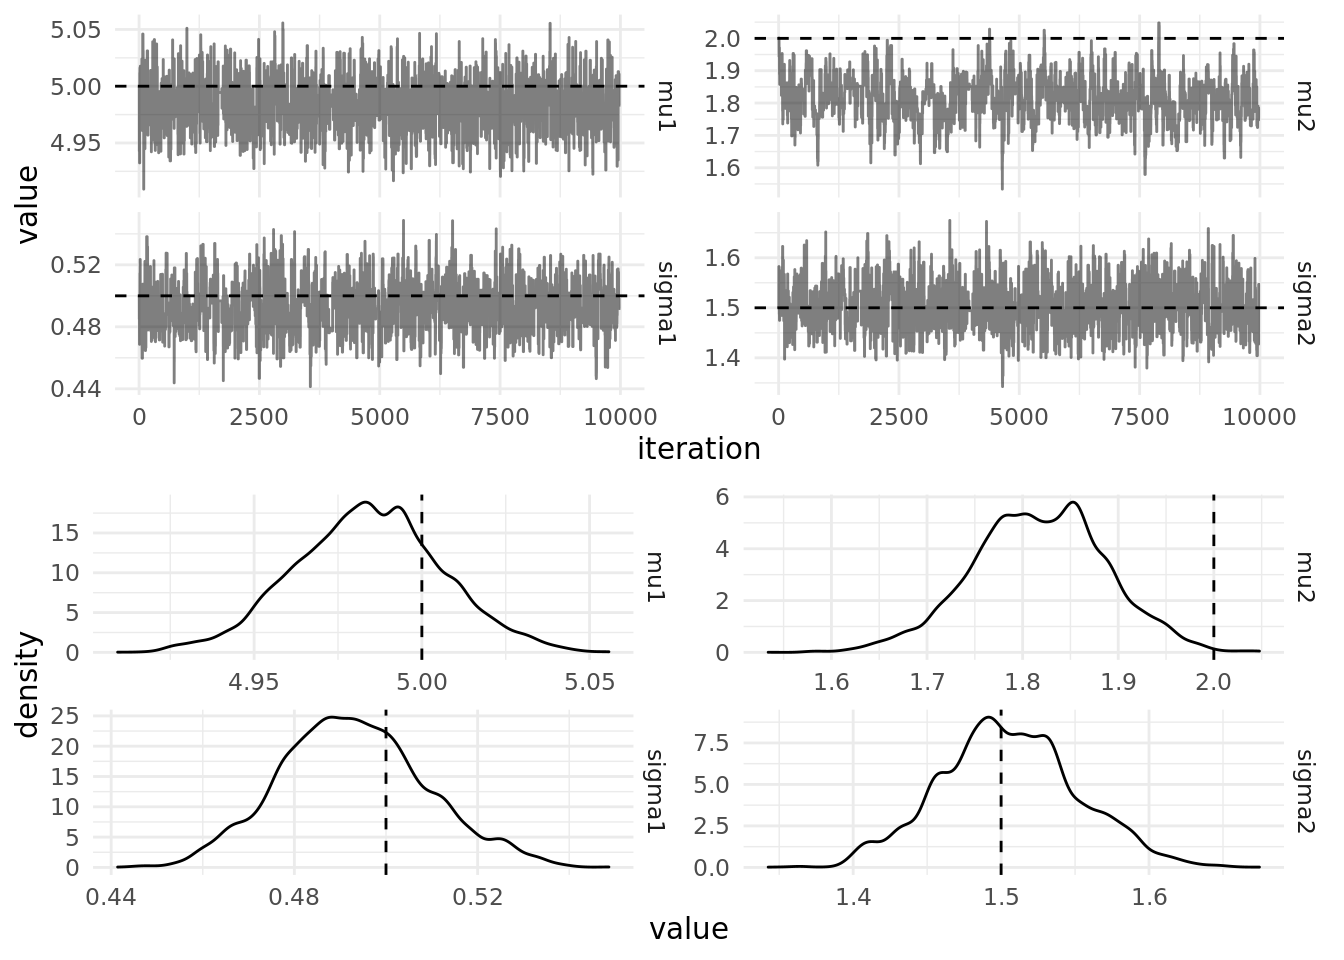 value
5.05
5.00
4.95
mu1
2.0
1.9
1.8
1.7
1.6
mu2
0.52
0.48
0.44
sigma1
1.6
1.5
1.4
sigma2
0 2500 5000 7500 10000
0 2500 5000 7500 10000
iteration
density
15
10
5
0
mu1
4.95 5.00 5.05
6
4
2
0
mu2
1.6 1.7 1.8 1.9 2.0
25
20
15
10
5
0
sigma1
0.44 0.48 0.52
7.5
5.0
2.5
0.0
sigma2
1.4 1.5 1.6
value